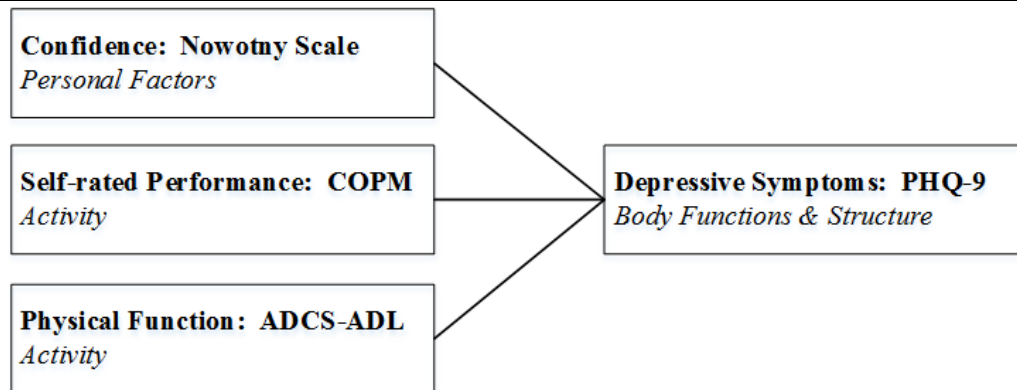 Confidence: Nowotny Scale
Personal Factors
Self-rated Performance: COPM
Activity
Depressive Symptoms: PHQ-9
Body Functions & Structure
Physical Function: ADCS-ADL
Activity